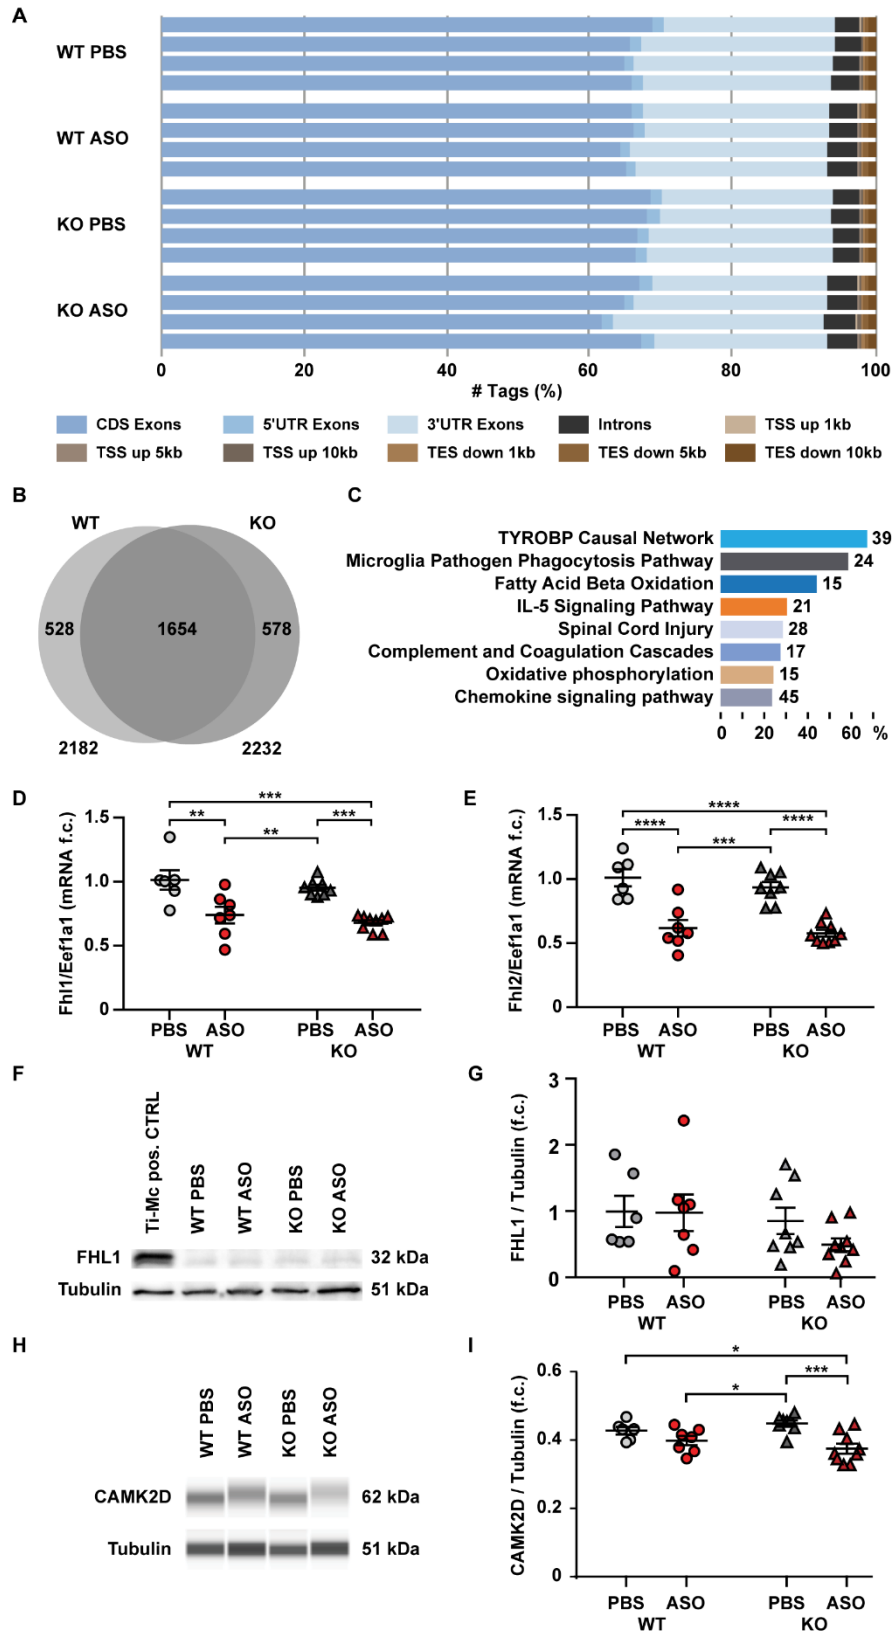 A
WT PBS
WT ASO
KO PBS
KO ASO
0 20 40 60 80 100
# Tags (%)
CDS Exons 5'UTR Exons 3'UTR Exons Introns TSS up 1kb
TSS up 5kb TSS up 10kb TES down 1kb TES down 5kb TES down 10kb
B
WT KO
528 1654 578
2182 2232
C
TYROBP Causal Network 39
Microglia Pathogen Phagocytosis Pathway 24
Fatty Acid Beta Oxidation 15
IL-5 Signaling Pathway 21
Spinal Cord Injury 28
Complement and Coagulation Cascades 17
Oxidative phosphorylation 15
Chemokine signaling pathway 45
0 20 40 60 %
D
Fhl1/Eef1a1 (mRNA f.c.)
1.5
1.0
0.5
0
***
** ***
**
PBS ASO PBS ASO
WT KO
E
Fhl2/Eef1a1 (mRNA f.c.)
1.5
1.0
0.5
0
****
**** ****
***
PBS ASO PBS ASO
WT KO
F
Ti-Mc pos. CTRL
WT PBS
WT ASO
KO PBS
KO ASO
FHL1 32 kDa
Tubulin 51 kDa
G
FHL1 / Tubulin (f.c.)
3
2
1
0
PBS ASO PBS ASO
WT KO
H
WT PBS
WT ASO
KO PBS
KO ASO
CAMK2D 62 kDa
Tubulin 51 kDa
I
CAMK2D / Tubulin (f.c.)
0.6
0.4
0.2
0
*
***
*
PBS ASO PBS ASO
WT KO